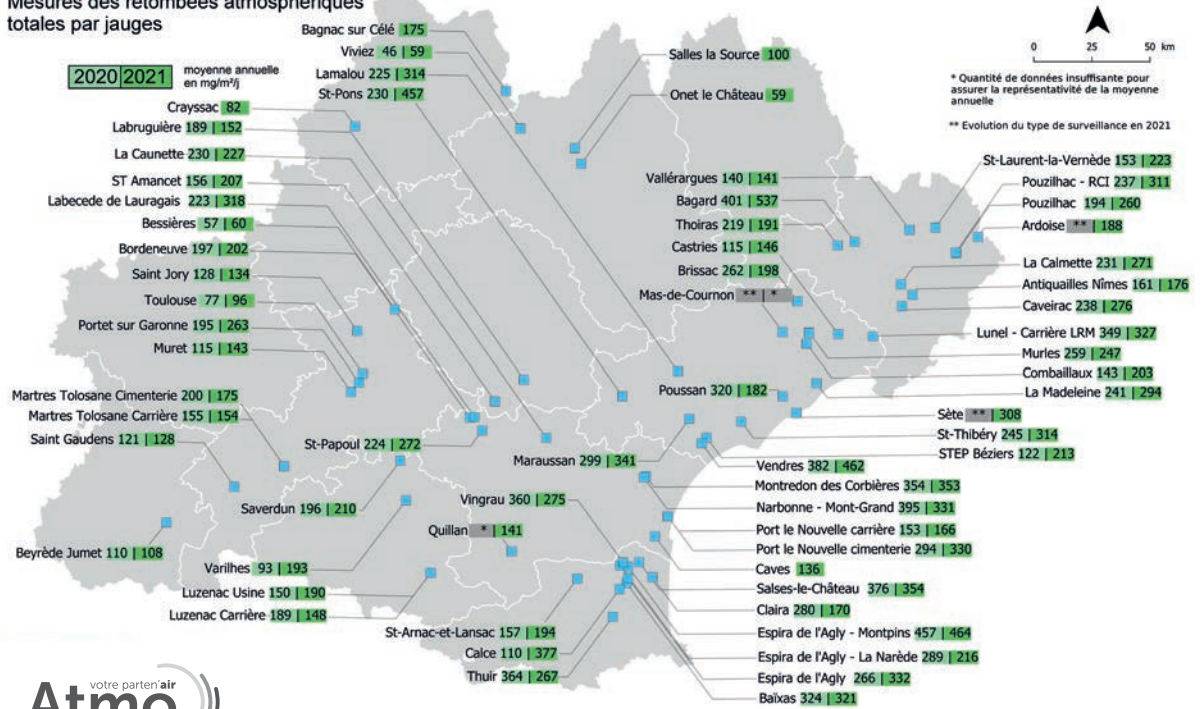 Mesures des retombées atmosphériques
totales par jauges
2020 | 2021
moyenne annuelle
en mg/m²/j
0 25 50 km
* Quantité de données insuffisante pour
assurer la représentativité de la moyenne
annuelle
** Evolution du type de surveillance en 2021
Bagnac sur Célé 175
Viviez 46 | 59
Lamalou 225 | 314
St-Pons 230 | 457
Crayssac 82
Labruguière 189 | 152
La Caunette 230 | 227
ST Amancet 156 | 207
Labecede de Lauragais 223 | 318
Bessières 57 | 60
Bordeneuve 197 | 202
Saint Jory 128 | 134
Toulouse 77 | 96
Portet sur Garonne 195 | 263
Muret 115 | 143
Martres Tolosane Cimenterie 200 | 175
Martres Tolosane Carrière 155 | 154
Saint Gaudens 121 | 128
St-Papoul 224 | 272
Saverdun 196 | 210
Beyrède Jumet 110 | 108
Varilhes 93 | 193
Luzenac Usine 150 | 190
Luzenac Carrière 189 | 148
Salles la Source 100
Onet le Château 59
Vallérargues 140 | 141
Bagard 401 | 537
Thoiras 219 | 191
Castries 115 | 146
Brissac 262 | 198
Mas-de-Cournon ** | *
Poussan 320 | 182
Maraussan 299 | 341
Vingrau 360 | 275
Quillan * | 141
St-Arnac-et-Lansac 157 | 194
Calce 110 | 377
Thuir 364 | 267
St-Laurent-la-Vernède 153 | 223
Pouzilhac - RCI 237 | 311
Pouzilhac 194 | 260
Ardoise ** | 188
La Calmette 231 | 271
Antiquailles Nîmes 161 | 176
Caveirac 238 | 276
Lunel - Carrière LRM 349 | 327
Murles 259 | 247
Combaillaux 143 | 203
La Madeleine 241 | 294
Sète ** | 308
St-Thibéry 245 | 314
STEP Béziers 122 | 213
Vendres 382 | 462
Montredon des Corbières 354 | 353
Narbonne - Mont-Grand 395 | 331
Port le Nouvelle carrière 153 | 166
Port le Nouvelle cimenterie 294 | 330
Caves 136
Salses-le-Château 376 | 354
Claira 280 | 170
Espira de l'Agly - Montpins 457 | 464
Espira de l'Agly - La Narède 289 | 216
Espira de l'Agly 266 | 332
Baïxas 324 | 321
votre parten'air
Atmo